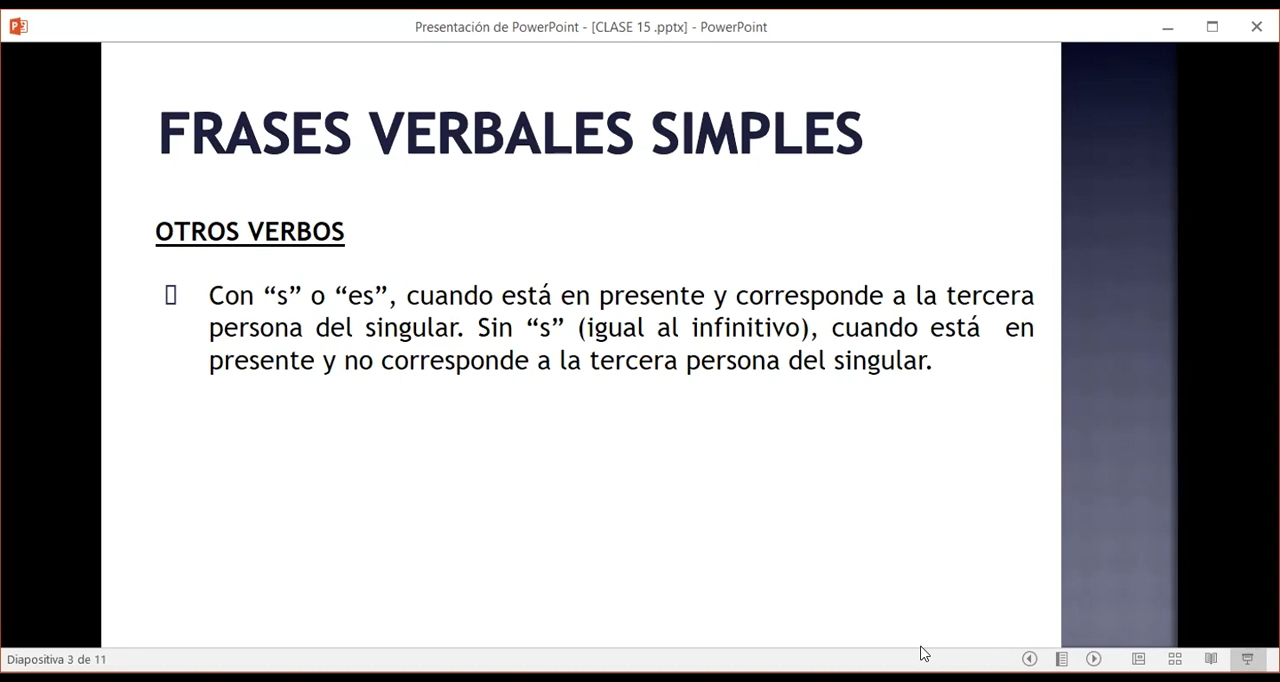 Presentación de PowerPoint - [CLASE 15 .pptx] - PowerPoint
FRASES VERBALES SIMPLES
OTROS VERBOS
Con “s” o “es”, cuando está en presente y corresponde a la tercera
persona del singular. Sin “s” (igual al infinitivo), cuando está en
presente y no corresponde a la tercera persona del singular.
Diapositiva 3 de 11